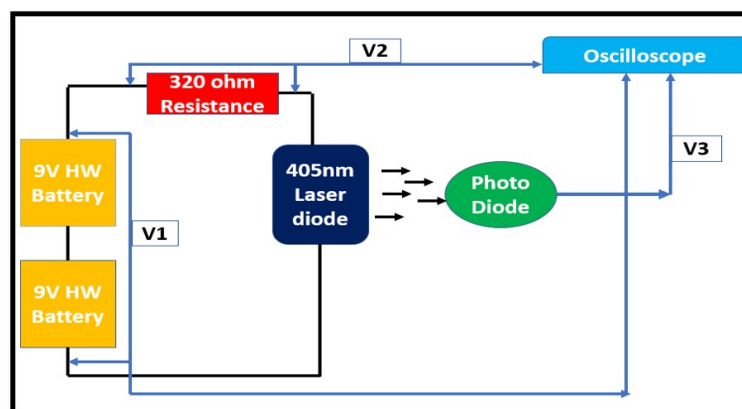 V2
Oscilloscope
320 ohm
Resistance
9V HW
Battery
405nm
Laser
diode
Photo
Diode
V3
V1
9V HW
Battery